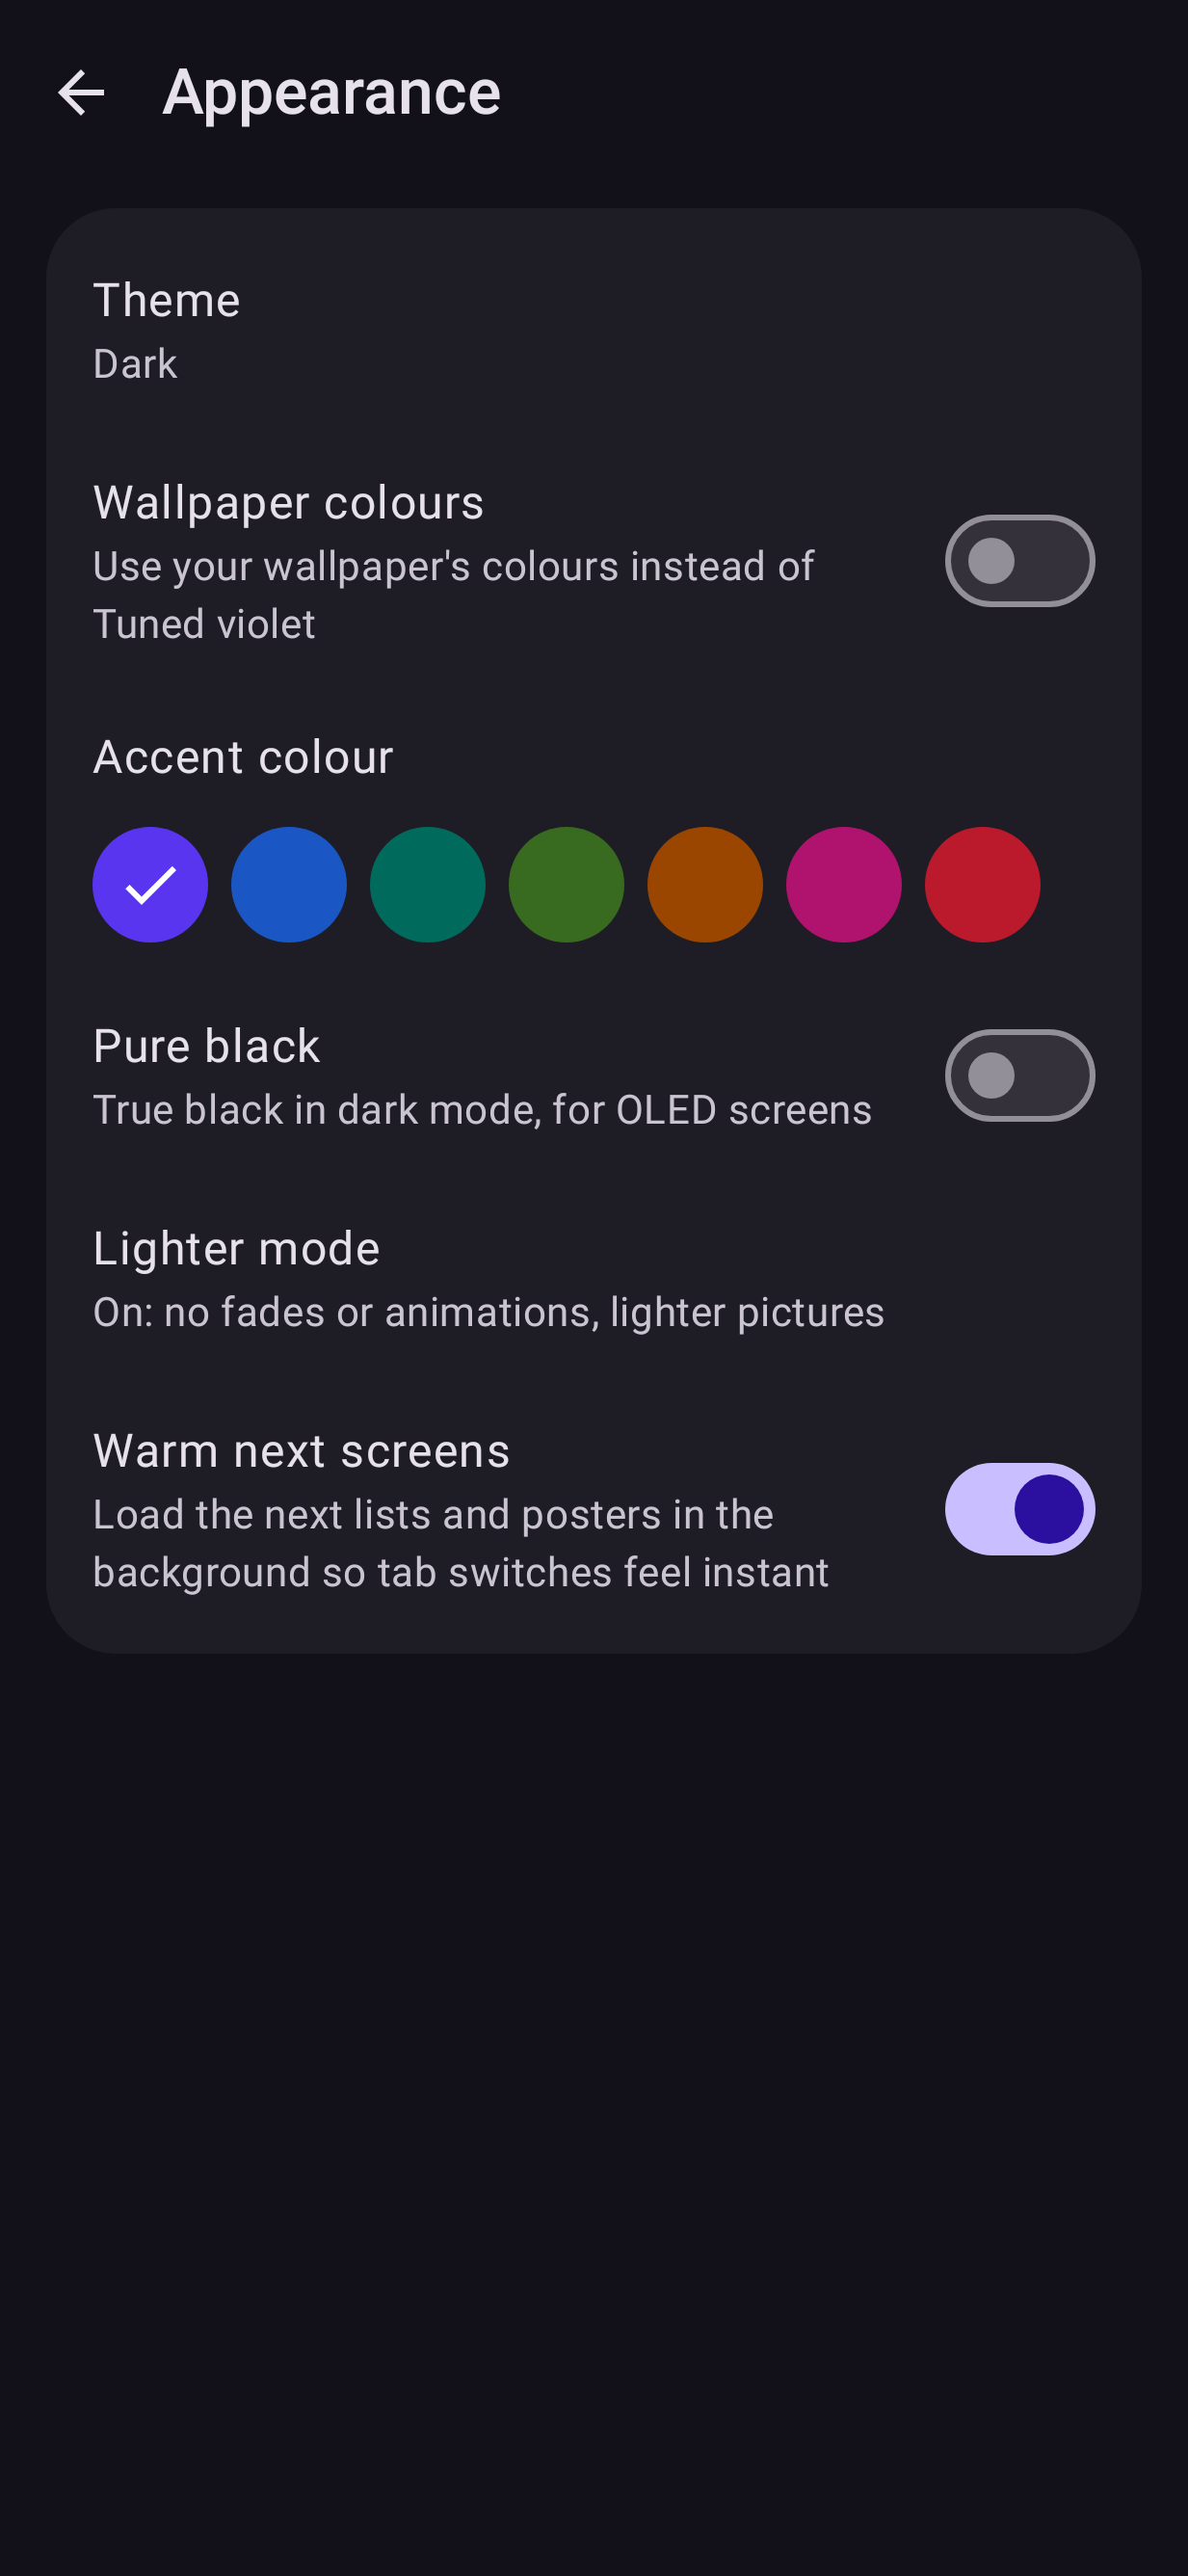 Appearance
Theme
Dark
Wallpaper colours
Use your wallpaper's colours instead of
Tuned violet
Accent colour
Pure black
True black in dark mode, for OLED screens
Lighter mode
On: no fades or animations, lighter pictures
Warm next screens
Load the next lists and posters in the
background so tab switches feel instant